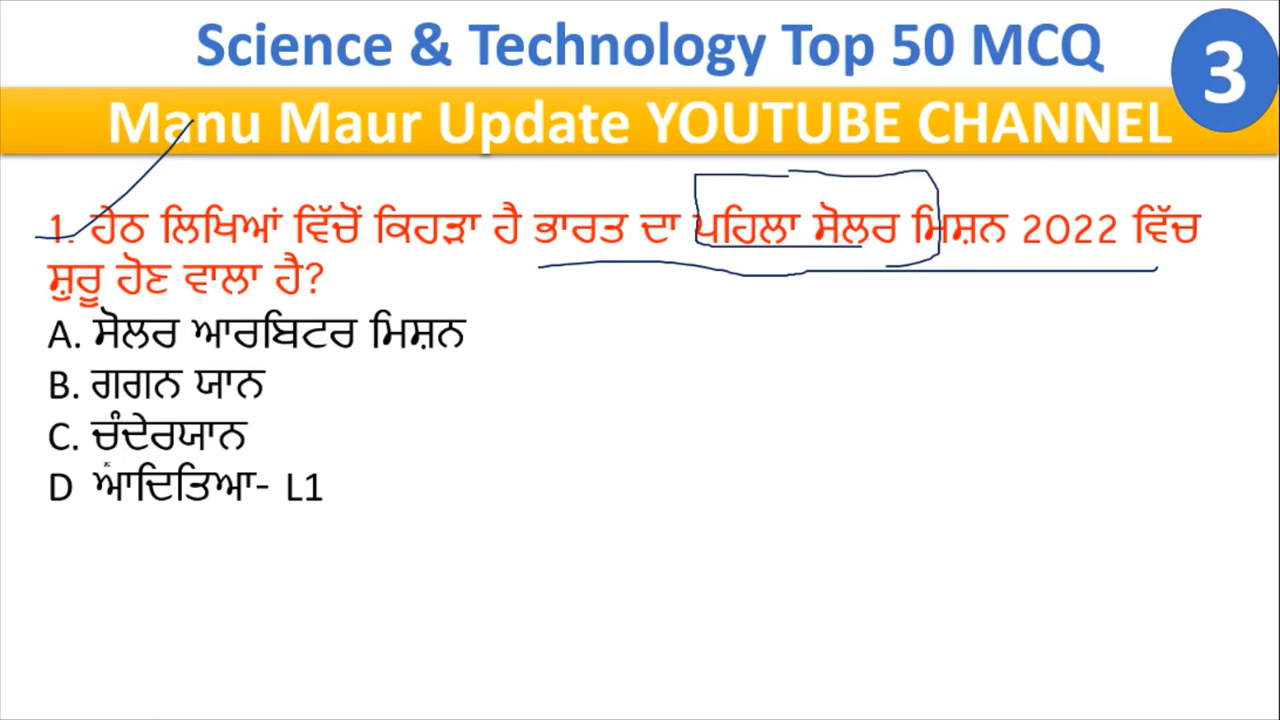 Science & Technology Top 50 MCQ
3
Manu Maur Update YOUTUBE CHANNEL
1. ਹੇਠ ਲਿਖਿਆਂ ਵਿੱਚੋਂ ਕਿਹੜਾ ਹੈ ਭਾਰਤ ਦਾ ਪਹਿਲਾ ਸੋਲਰ ਮਿਸ਼ਨ 2022 ਵਿੱਚ
ਸ਼ੁਰੂ ਹੋਣ ਵਾਲਾ ਹੈ?
A. ਸੋਲਰ ਆਰਬਿਟਰ ਮਿਸ਼ਨ
B. ਗਗਨ ਯਾਨ
C. ਚੰਦੇਰਯਾਨ
D ਆਦਿਤਿਆ- L1